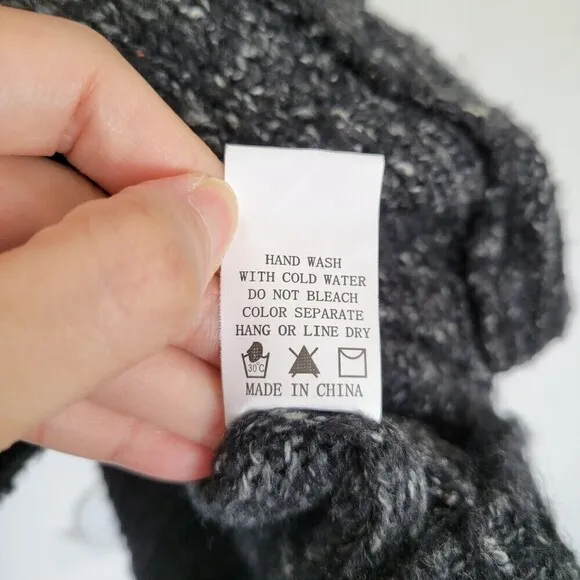 HAND WASH
WITH COLD WATER
DO NOT BLEACH
COLOR SEPARATE
HANG OR LINE DRY
30℃
MADE IN CHINA